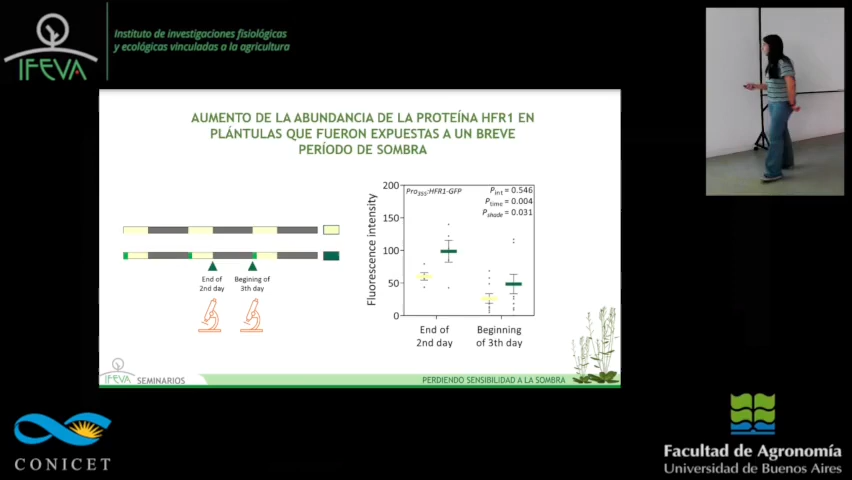 IFEVA
Instituto de investigaciones fisiológicas
y ecológicas vinculadas a la agricultura
AUMENTO DE LA ABUNDANCIA DE LA PROTEÍNA HFR1 EN
PLÁNTULAS QUE FUERON EXPUESTAS A UN BREVE
PERÍODO DE SOMBRA
End of
2nd day
Begining of
3th day
Fluorescence intensity
200
150
100
50
0
Pro35S:HFR1-GFP
Pint = 0.546
Ptime = 0.004
Pshade = 0.031
End of
2nd day
Beginning
of 3th day
IFEVA SEMINARIOS
PERDIENDO SENSIBILIDAD A LA SOMBRA
CONICET
Facultad de Agronomía
Universidad de Buenos Aires